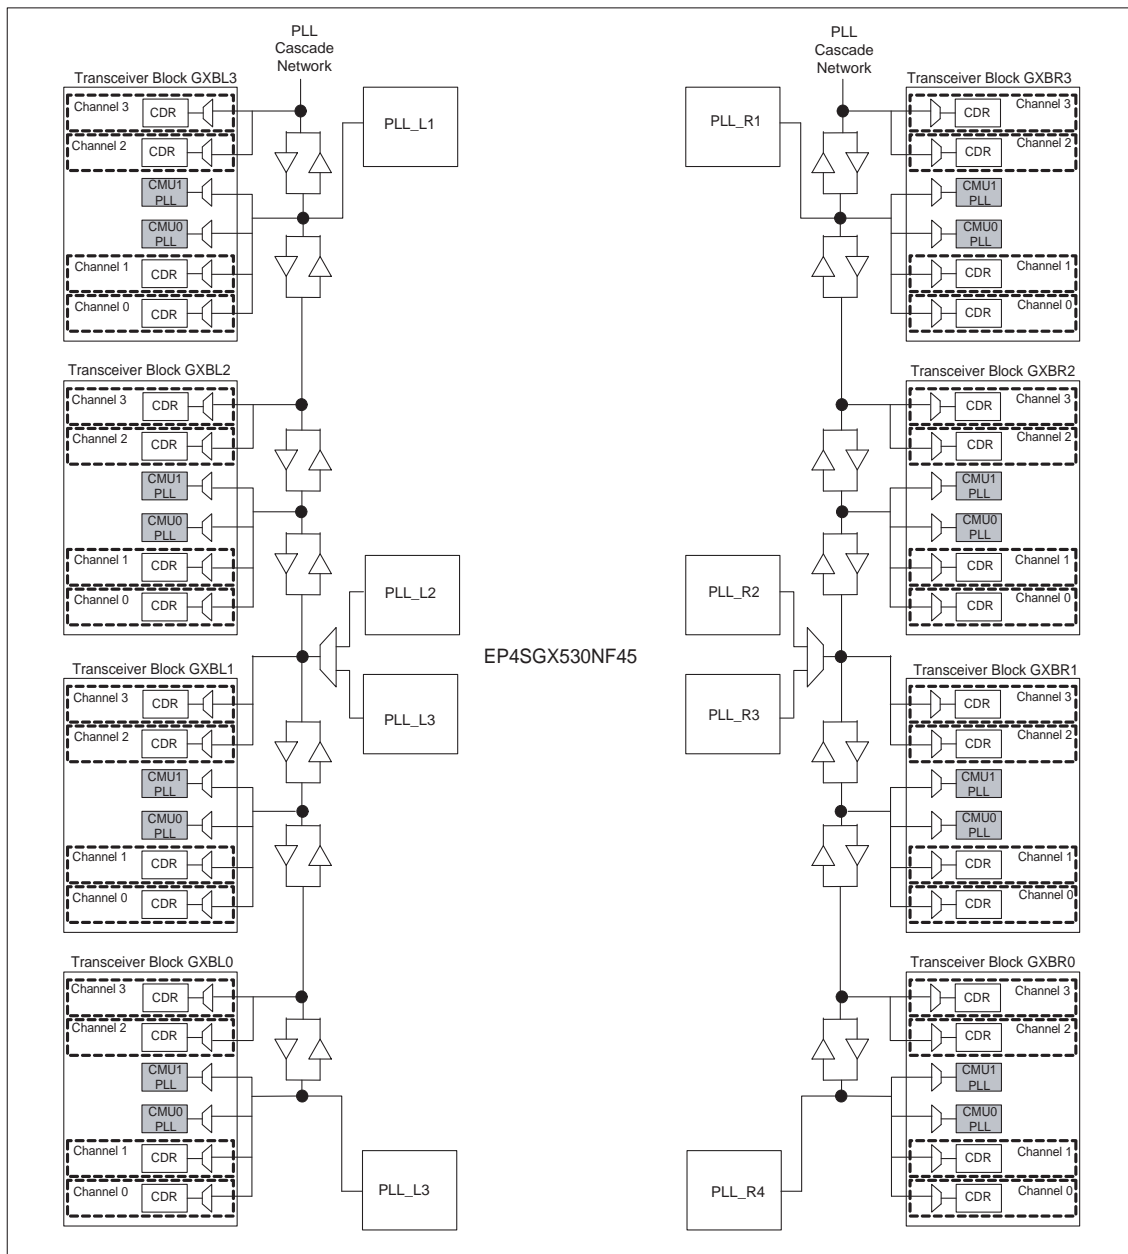 PLL
Cascade
Network
Transceiver Block GXBL3
Channel 3
CDR
Channel 2
CDR
CMU1
PLL
CMU0
PLL
Channel 1
CDR
Channel 0
CDR
PLL_L1
Transceiver Block GXBL2
Channel 3
CDR
Channel 2
CDR
CMU1
PLL
CMU0
PLL
Channel 1
CDR
Channel 0
CDR
PLL_L2
Transceiver Block GXBL1
Channel 3
CDR
Channel 2
CDR
CMU1
PLL
CMU0
PLL
Channel 1
CDR
Channel 0
CDR
PLL_L3
Transceiver Block GXBL0
Channel 3
CDR
Channel 2
CDR
CMU1
PLL
CMU0
PLL
Channel 1
CDR
Channel 0
CDR
PLL_L3
EP4SGX530NF45
PLL
Cascade
Network
Transceiver Block GXBR3
PLL_R1
CDR
Channel 3
CDR
Channel 2
CMU1
PLL
CMU0
PLL
CDR
Channel 1
CDR
Channel 0
Transceiver Block GXBR2
CDR
Channel 3
CDR
Channel 2
CMU1
PLL
CMU0
PLL
CDR
Channel 1
CDR
Channel 0
PLL_R2
PLL_R3
Transceiver Block GXBR1
CDR
Channel 3
CDR
Channel 2
CMU1
PLL
CMU0
PLL
CDR
Channel 1
CDR
Channel 0
Transceiver Block GXBR0
CDR
Channel 3
CDR
Channel 2
CMU1
PLL
CMU0
PLL
CDR
Channel 1
CDR
Channel 0
PLL_R4